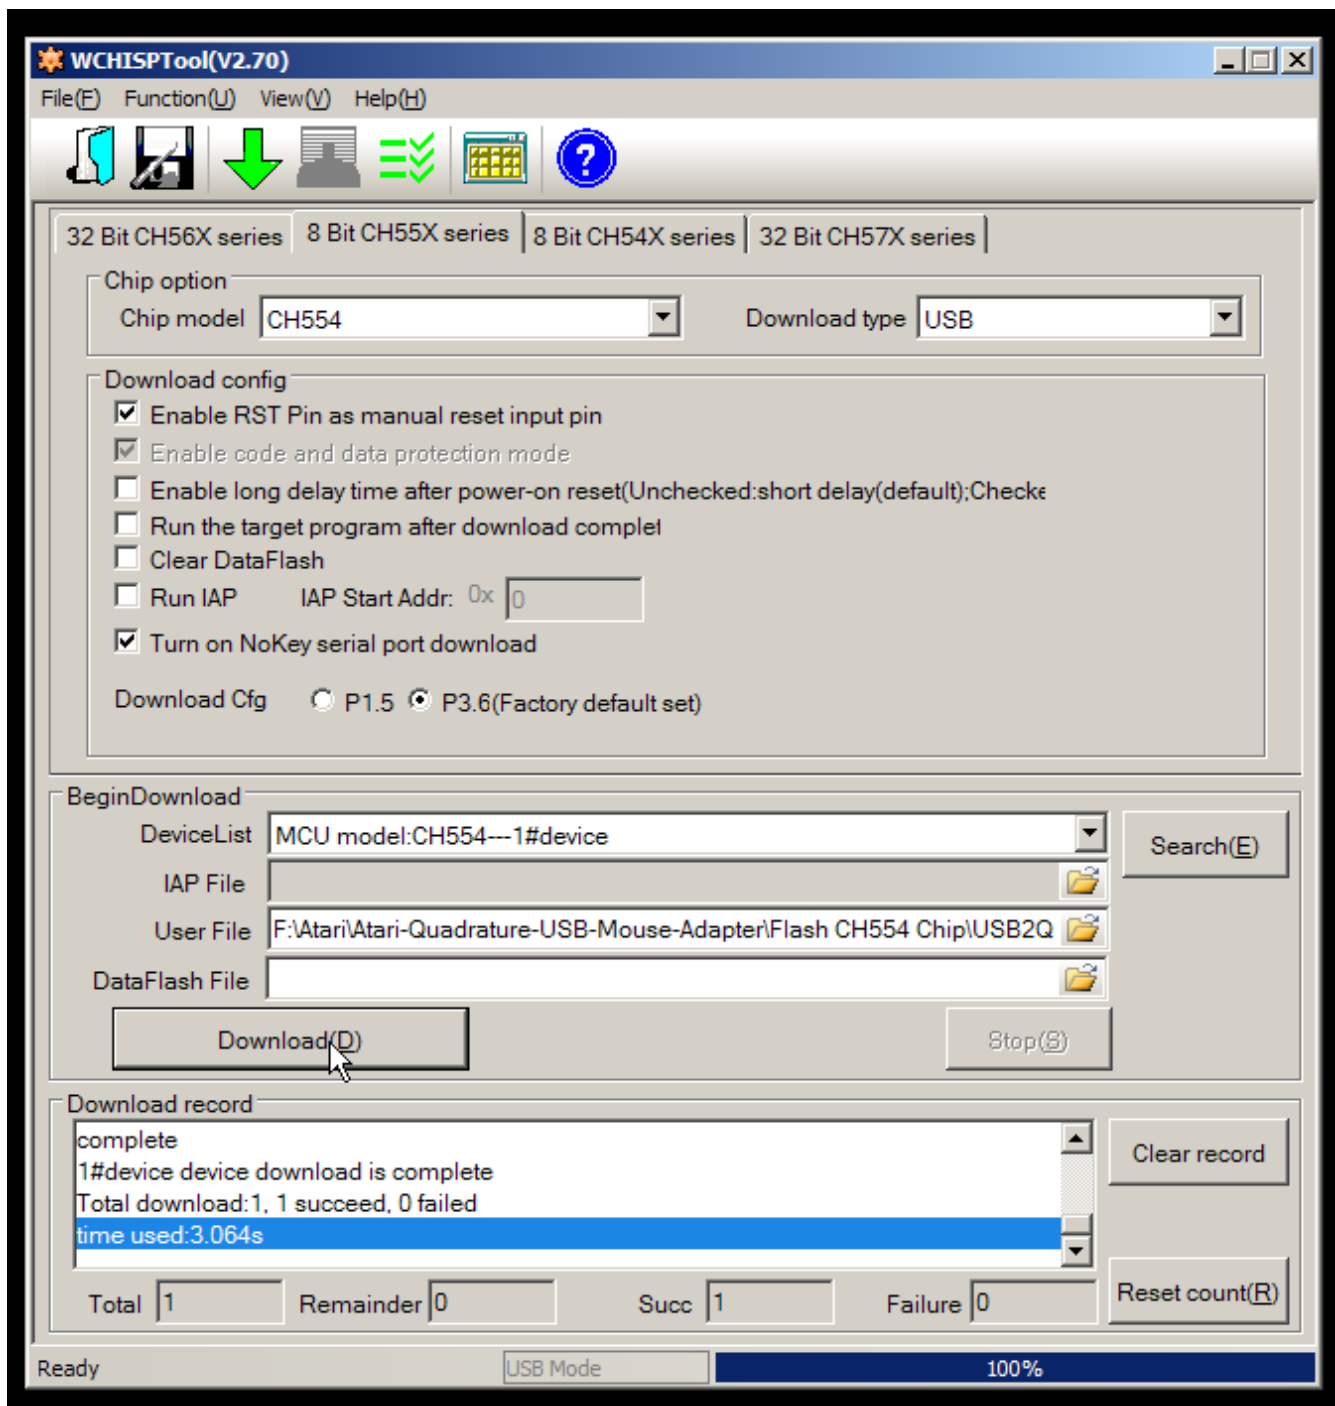 WCHISPTool(V2.70)
File(F) Function(U) View(V) Help(H)
32 Bit CH56X series 8 Bit CH55X series 8 Bit CH54X series 32 Bit CH57X series
Chip option
Chip model CH554 Download type USB
Download config
Enable RST Pin as manual reset input pin
Enable code and data protection mode
Enable long delay time after power-on reset(Unchecked:short delay(default);Checke
Run the target program after download complet
Clear DataFlash
Run IAP IAP Start Addr: 0x 0
Turn on NoKey serial port download
Download Cfg P1.5 P3.6(Factory default set)
BeginDownload
DeviceList MCU model:CH554---1#device Search(E)
IAP File
User File F:\Atari\Atari-Quadrature-USB-Mouse-Adapter\Flash CH554 Chip\USB2Q
DataFlash File
Download(D) Stop(S)
Download record
complete
1#device device download is complete
Total download:1, 1 succeed, 0 failed
time used:3.064s
Clear record
Total 1 Remainder 0 Succ 1 Failure 0 Reset count(R)
Ready USB Mode 100%